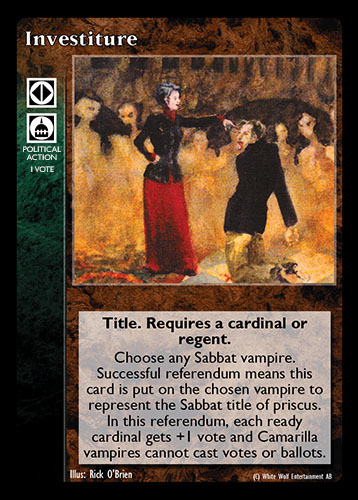 Investiture
POLITICAL
ACTION
1 VOTE
Title. Requires a cardinal or
regent.
Choose any Sabbat vampire.
Successful referendum means this
card is put on the chosen vampire to
represent the Sabbat title of priscus.
In this referendum, each ready
cardinal gets +1 vote and Camarilla
vampires cannot cast votes or ballots.
Illus: Rick O'Brien
(C) White Wolf Entertainment AB